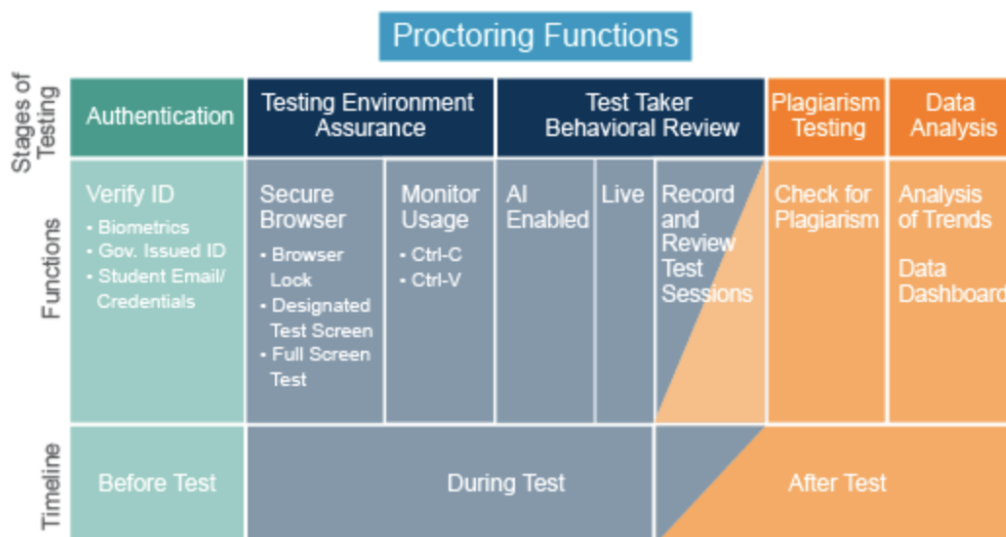 Proctoring Functions
Stages of
Testing
Authentication
Testing Environment
Assurance
Test Taker
Behavioral Review
Plagiarism
Testing
Data
Analysis
Functions
Verify ID
• Biometrics
• Gov. Issued ID
• Student Email/
Credentials
Secure
Browser
• Browser
Lock
• Designated
Test Screen
• Full Screen
Test
Monitor
Usage
• Ctrl-C
• Ctrl-V
AI
Enabled
Live
Record
and
Review
Test
Sessions
Check for
Plagiarism
Analysis
of Trends
Data
Dashboard
Timeline
Before Test
During Test
After Test